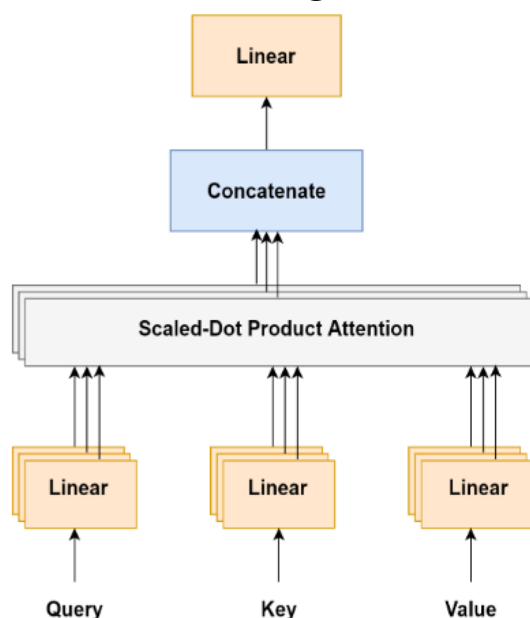 Linear
Concatenate
Scaled-Dot Product Attention
Linear
Linear
Linear
Query
Key
Value